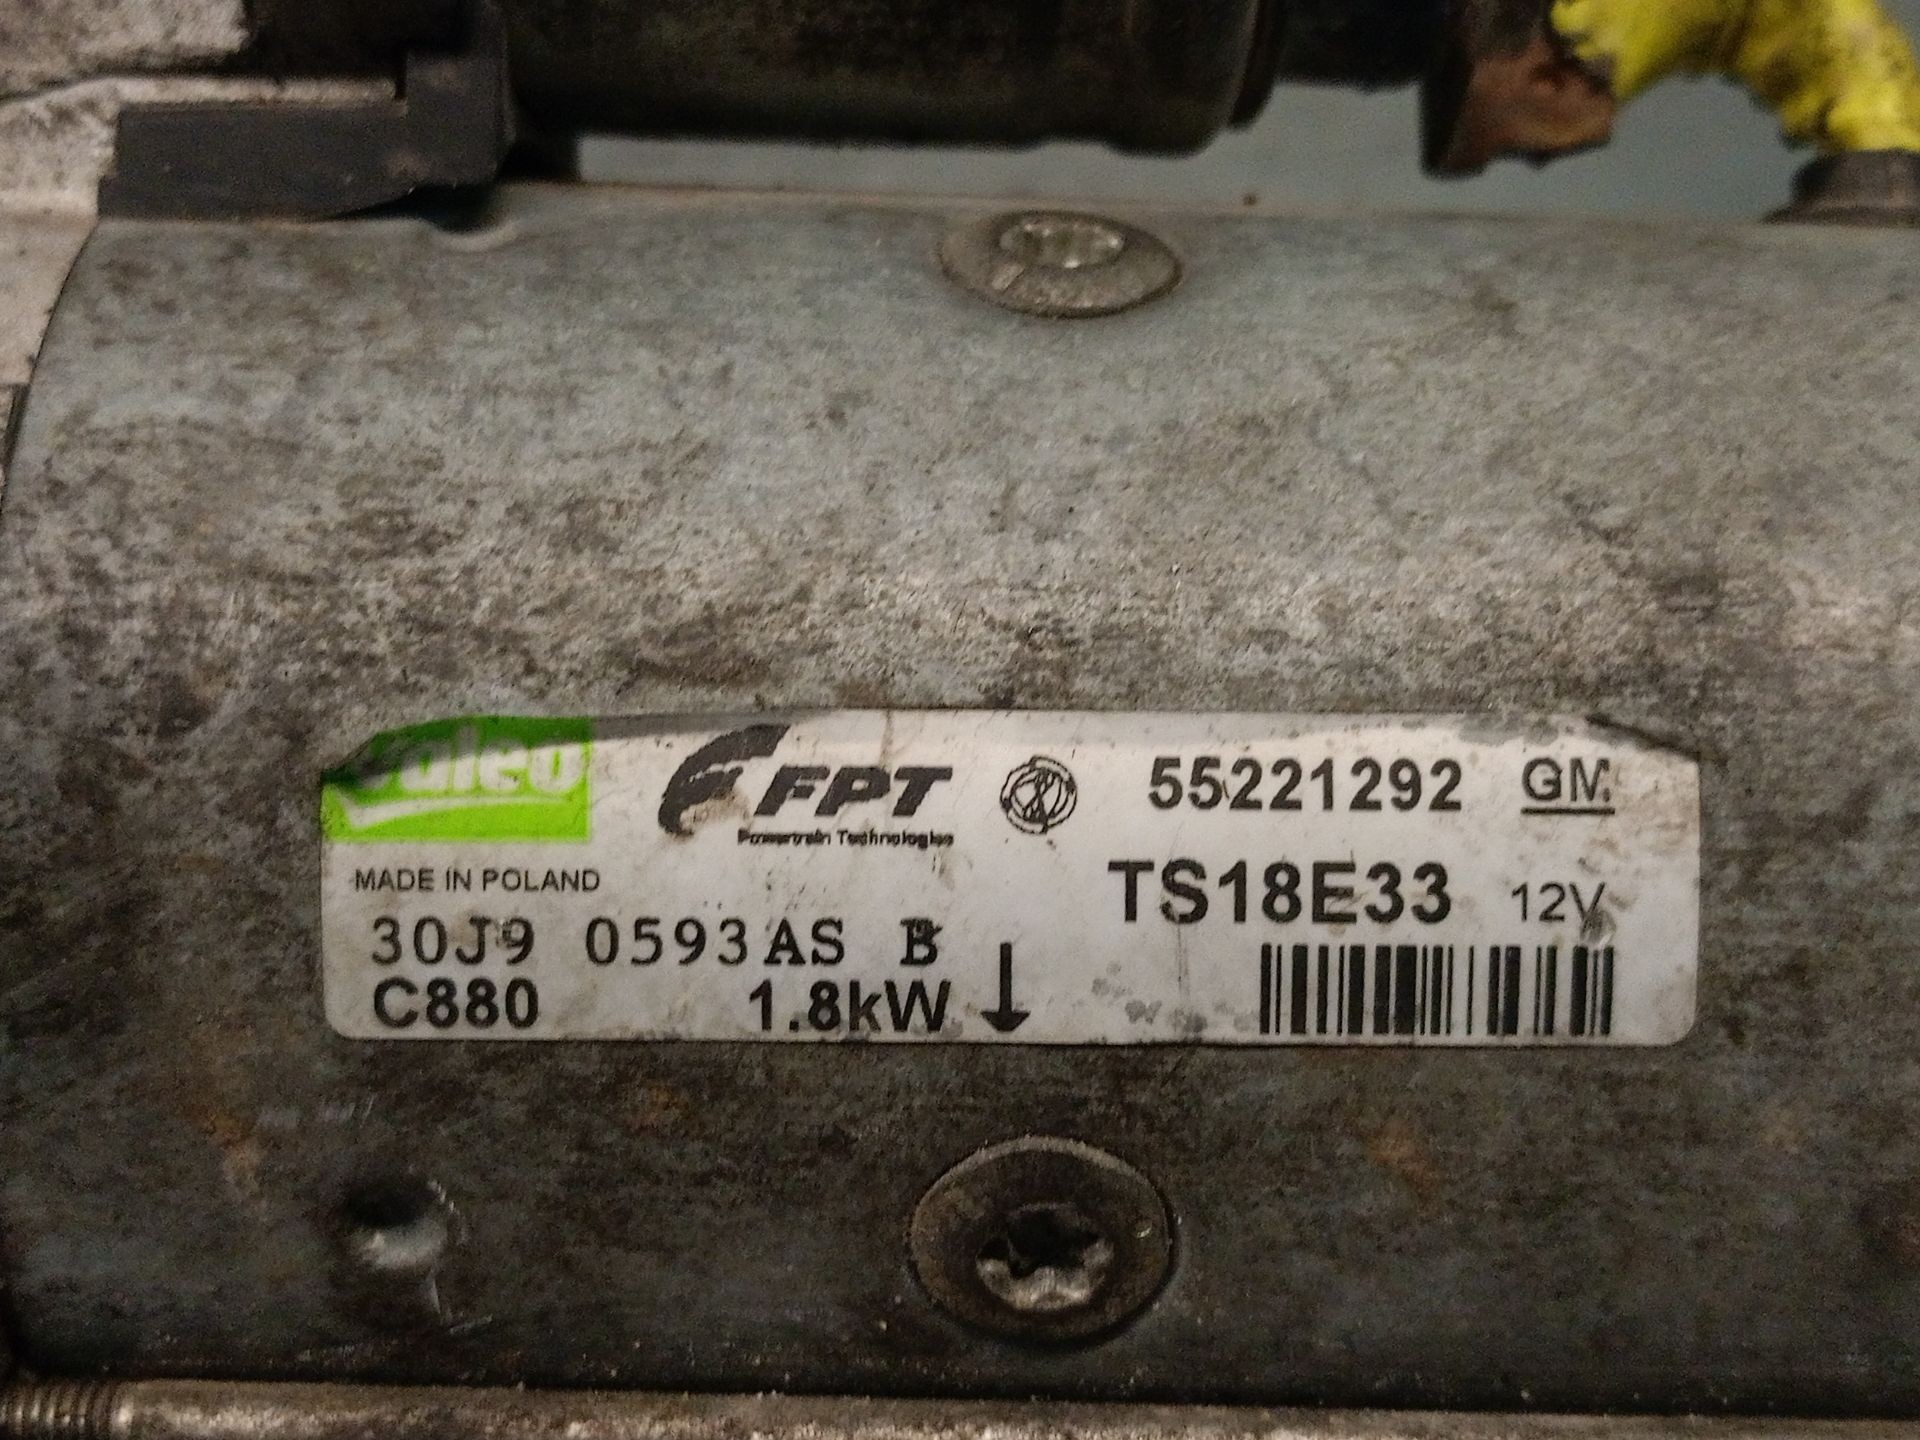 valeo
FPT
Powertrain Technologies
55221292 GM
MADE IN POLAND
TS18E33 12V
30J9 0593AS B
C880 1.8kW